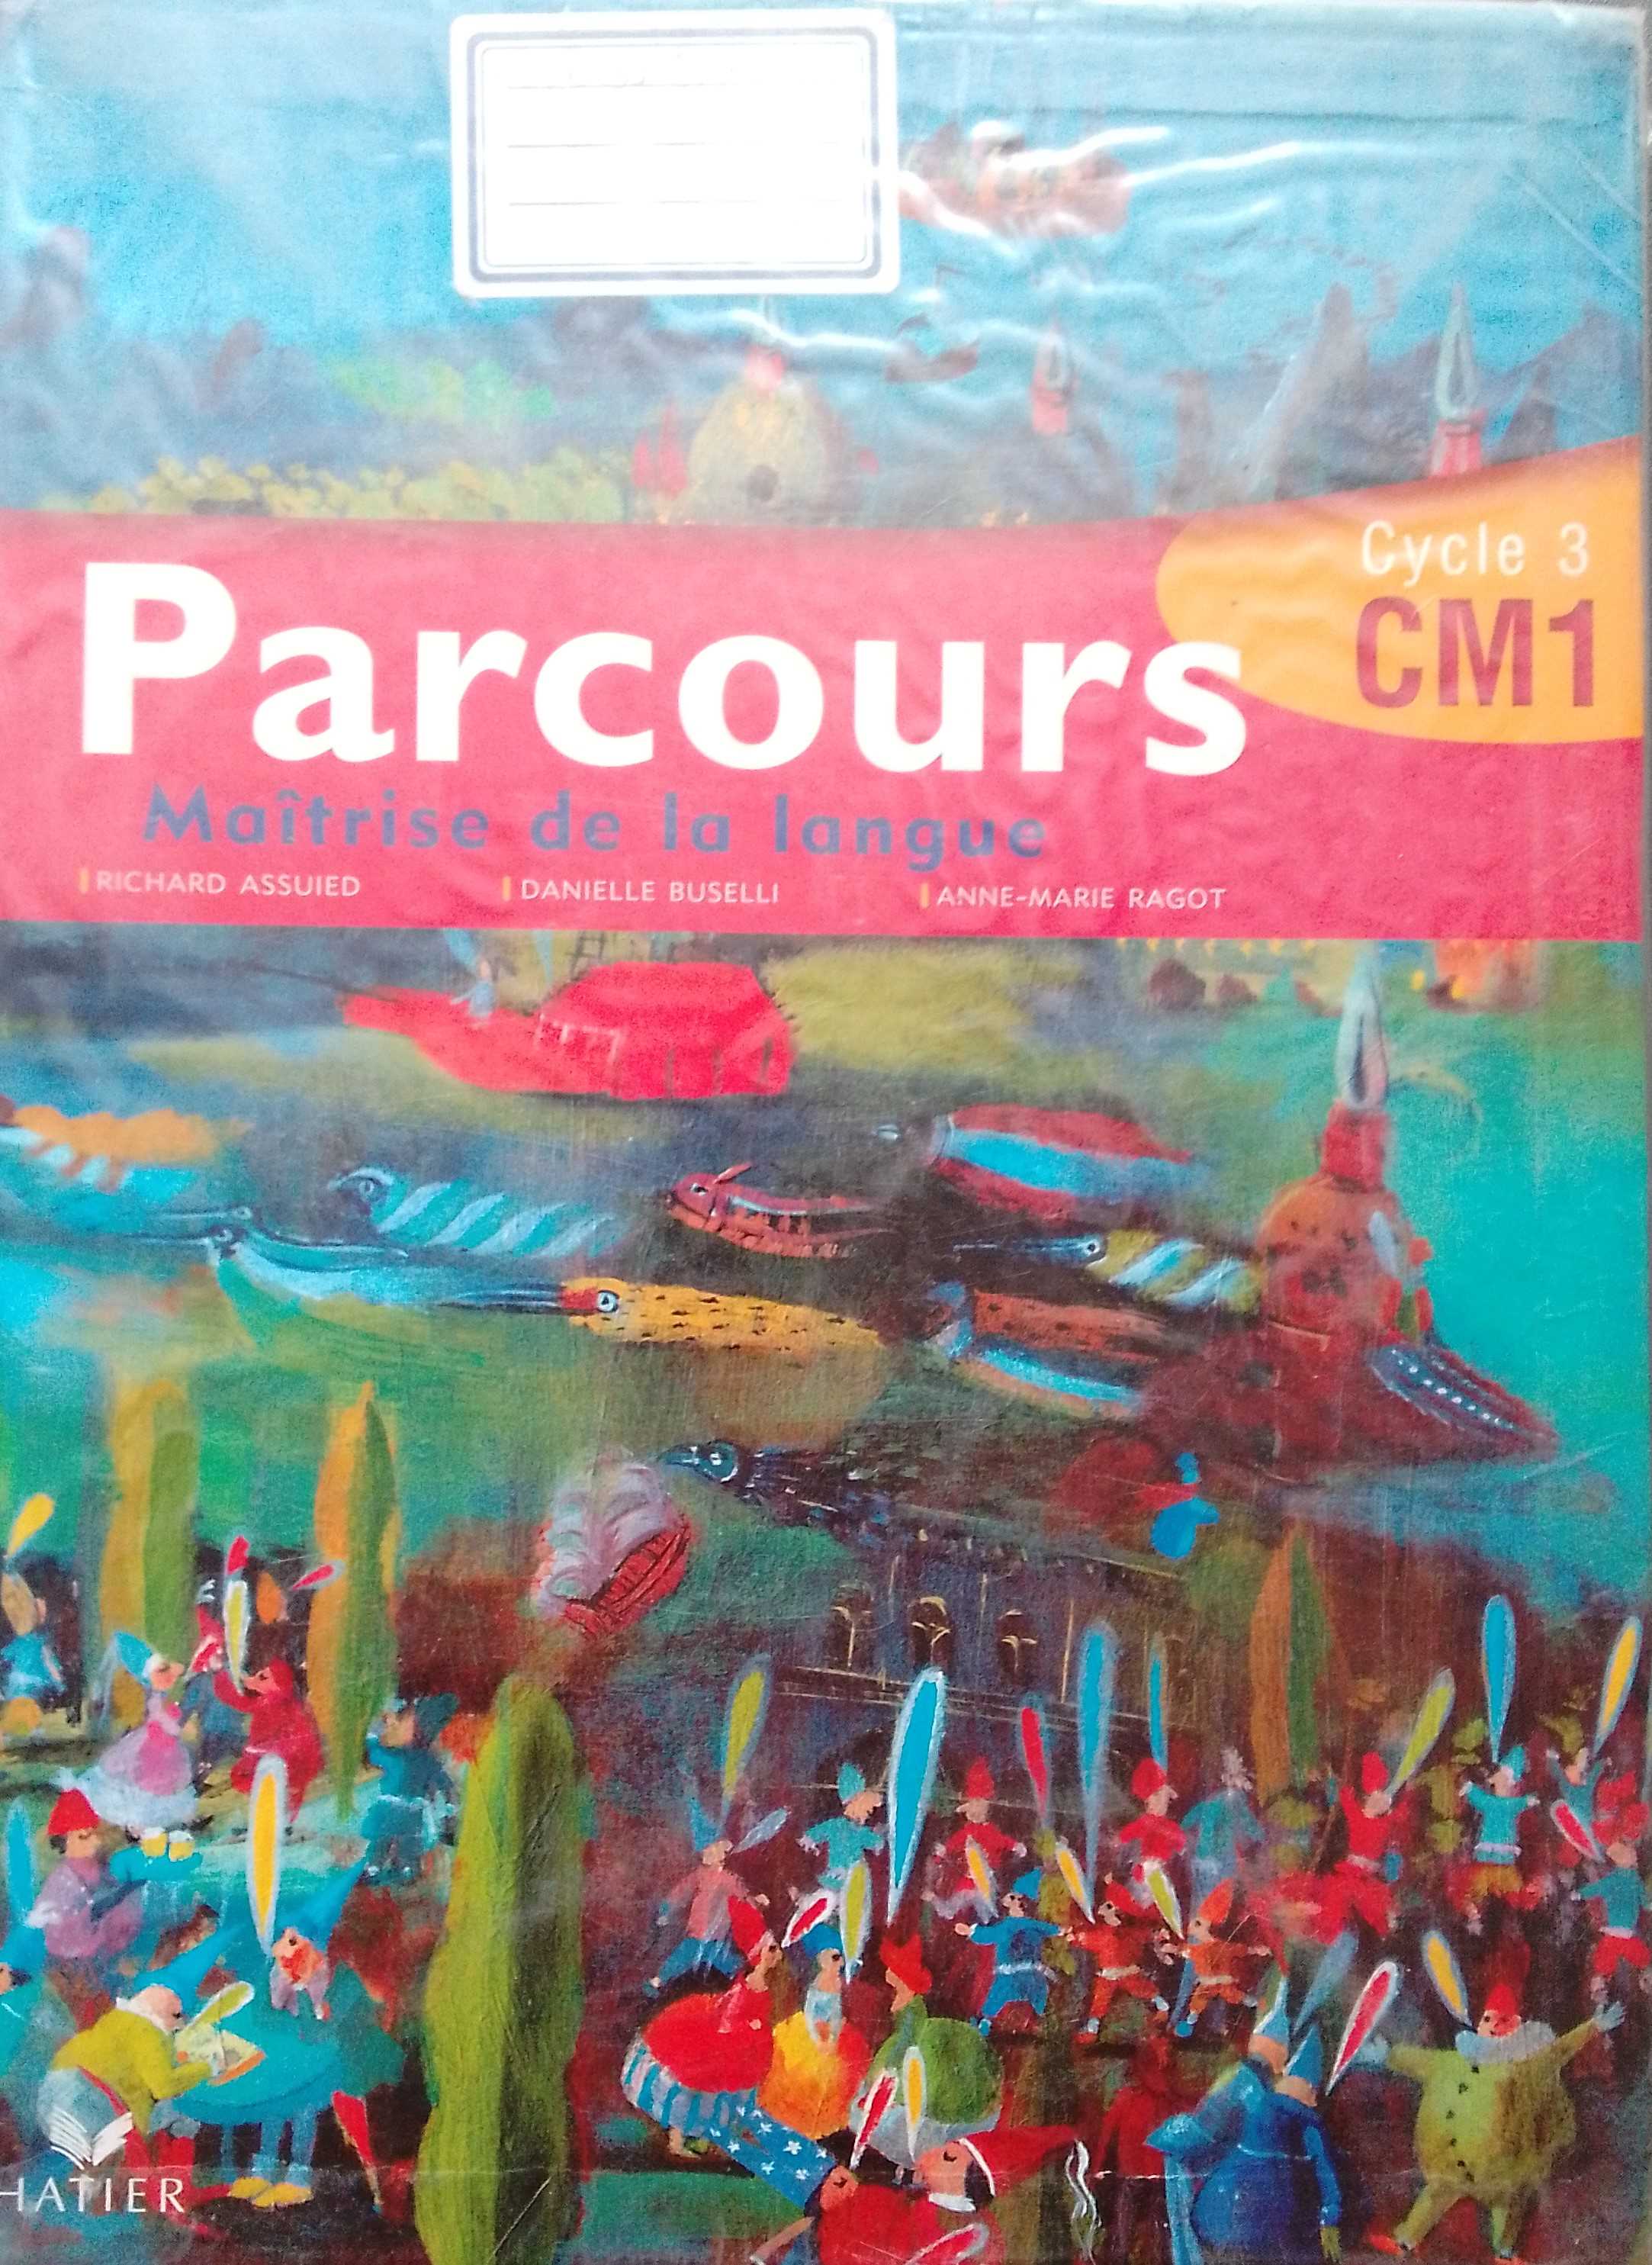 Cycle 3
CM1
Parcours
Maîtrise de la langue
RICHARD ASSUIED DANIELLE BUSELLI ANNE-MARIE RAGOT
HATIER